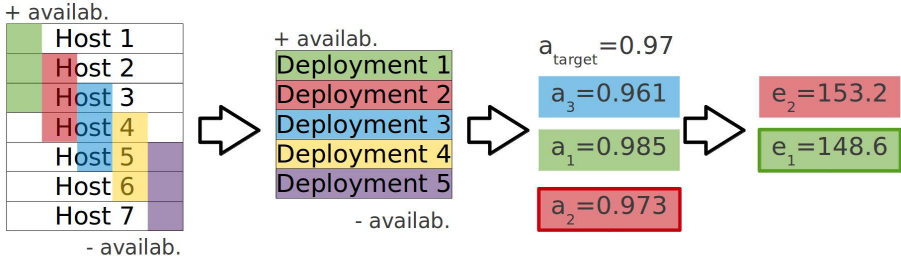 + availab.
Host 1
Host 2
Host 3
Host 4
Host 5
Host 6
Host 7
- availab.
+ availab.
Deployment 1
Deployment 2
Deployment 3
Deployment 4
Deployment 5
- availab.
a_target=0.97
a_3=0.961
a_1=0.985
a_2=0.973
e_2=153.2
e_1=148.6